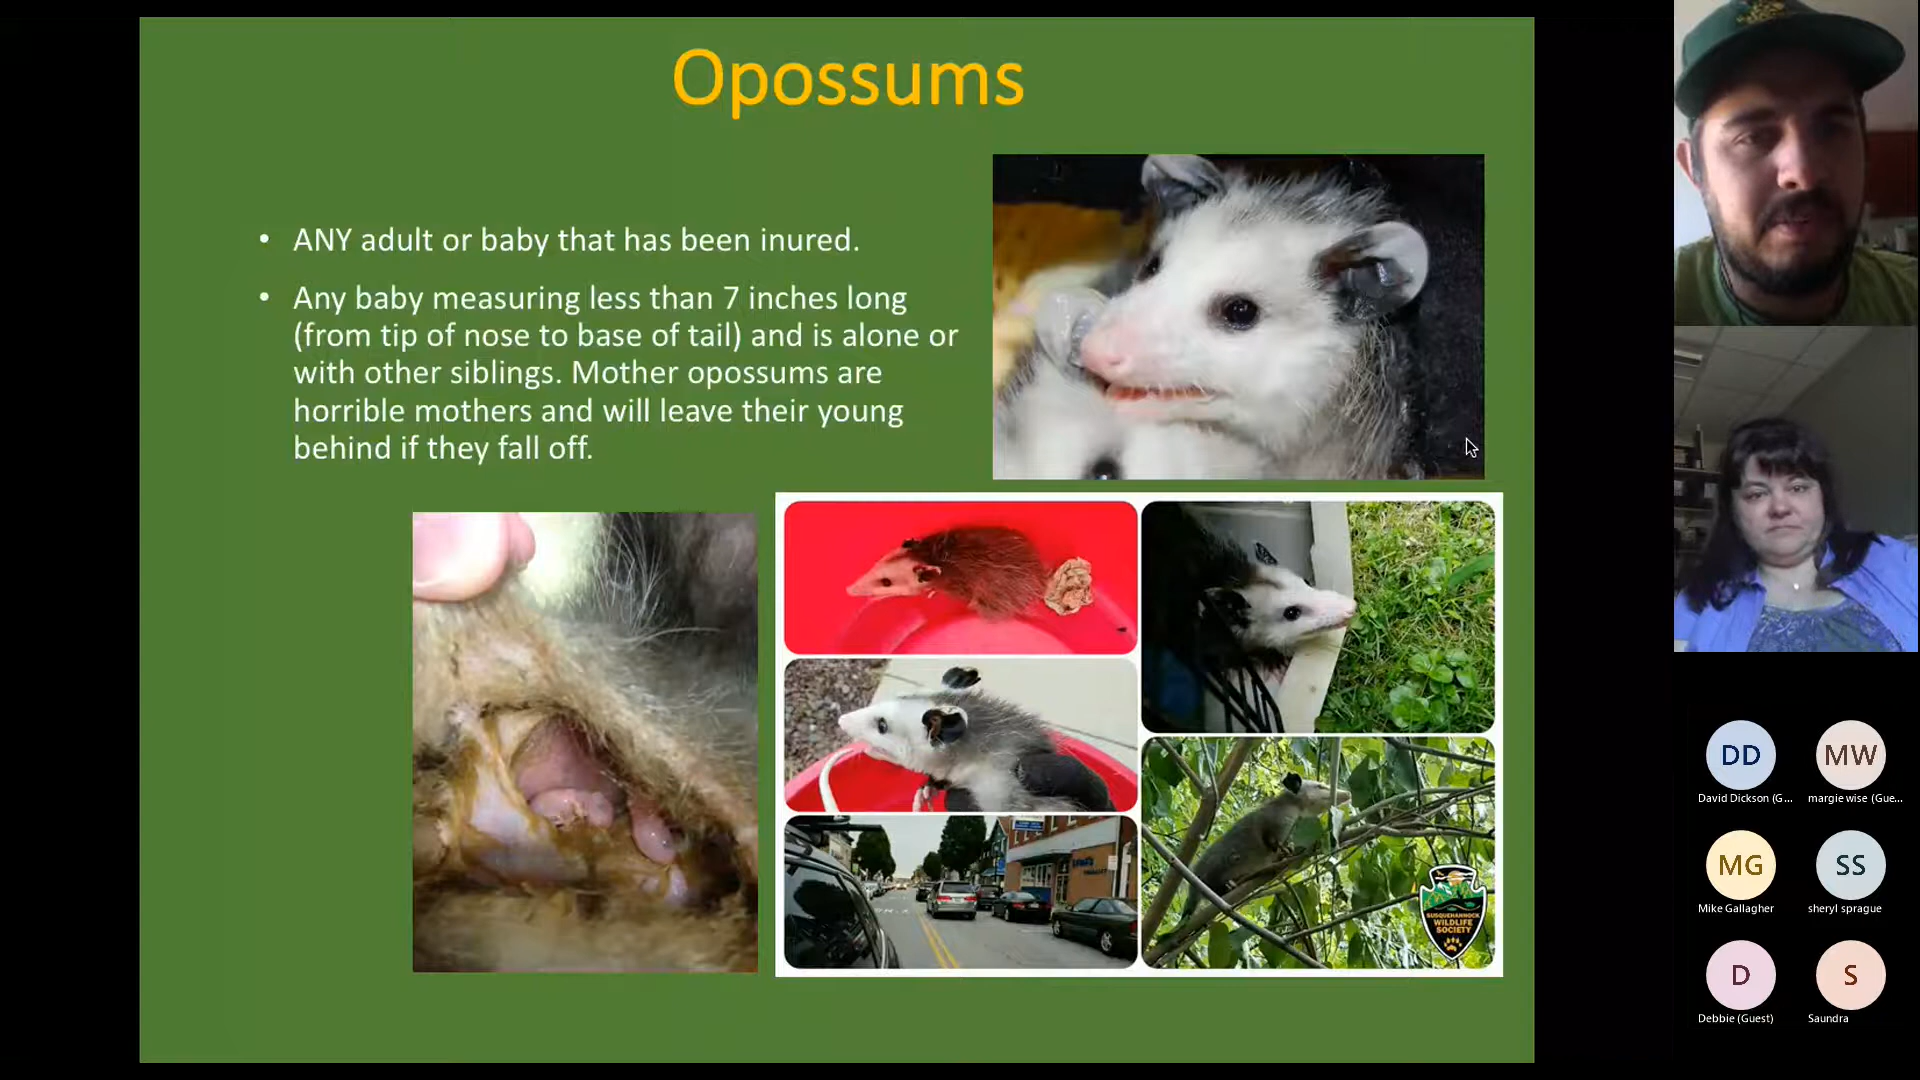 Opossums
• ANY adult or baby that has been inured.
• Any baby measuring less than 7 inches long
(from tip of nose to base of tail) and is alone or
with other siblings. Mother opossums are
horrible mothers and will leave their young
behind if they fall off.
SUSQUEHANNOCK
WILDLIFE
SOCIETY
DD
MW
David Dickson (G...
margie wise (Gue...
MG
SS
Mike Gallagher
sheryl sprague
D
S
Debbie (Guest)
Saundra